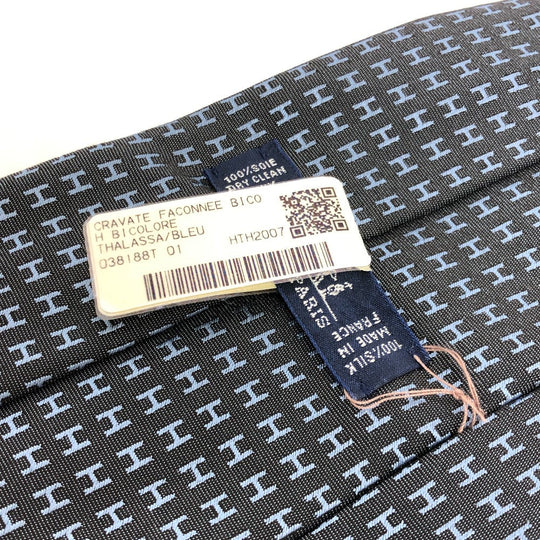 CRAVATE FACONNEE BICO
H BICOLORE
THALASSA/BLEU
038188T 01
HTH2007
100%SOIE
DRY CLEAN
PARIS
MADE IN
FRANCE
100%SILK